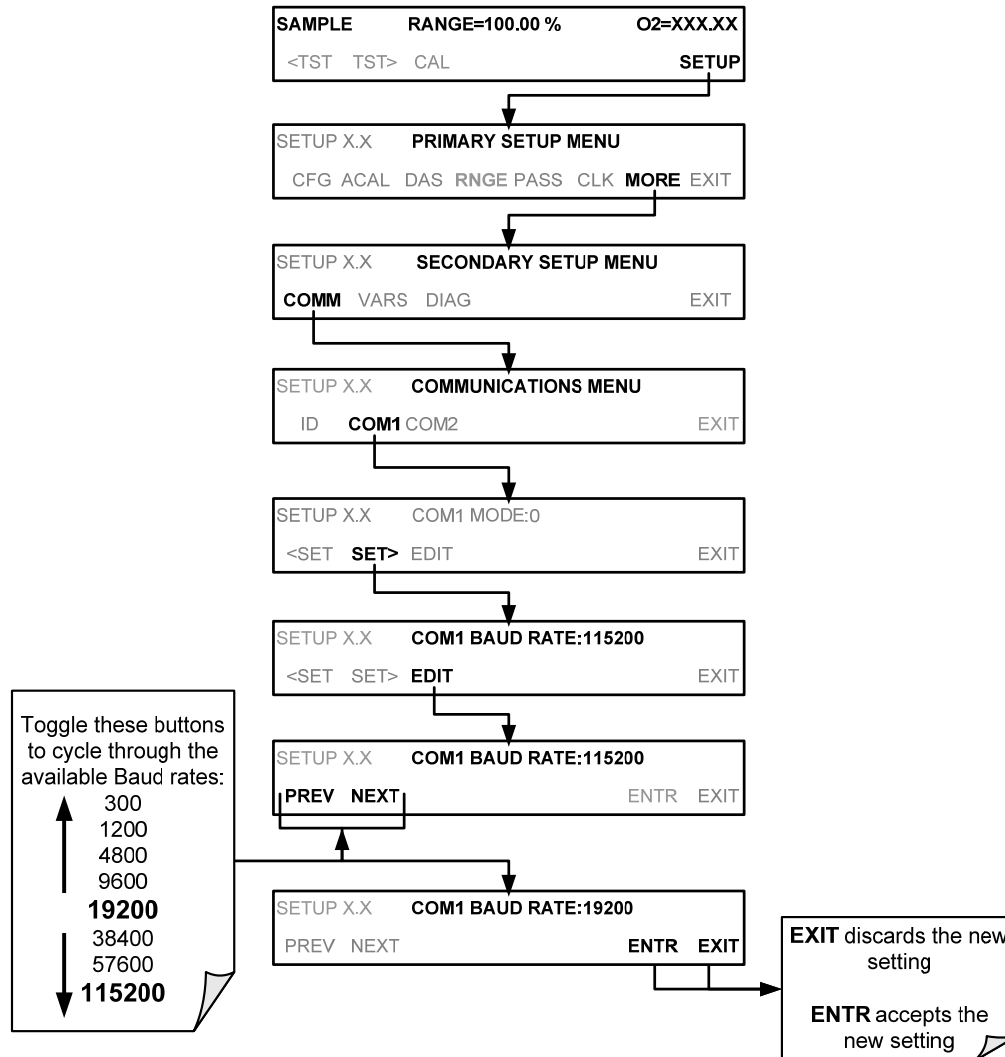 SAMPLE RANGE=100.00 % O2=XXX.XX
<TST TST> CAL SETUP
SETUP X.X PRIMARY SETUP MENU
CFG ACAL DAS RNGE PASS CLK MORE EXIT
SETUP X.X SECONDARY SETUP MENU
COMM VARS DIAG EXIT
SETUP X.X COMMUNICATIONS MENU
ID COM1 COM2 EXIT
SETUP X.X COM1 MODE:0
<SET SET> EDIT EXIT
SETUP X.X COM1 BAUD RATE:115200
<SET SET> EDIT EXIT
SETUP X.X COM1 BAUD RATE:115200
PREV NEXT ENTR EXIT
Toggle these buttons
to cycle through the
available Baud rates:
300
1200
4800
9600
19200
38400
57600
115200
SETUP X.X COM1 BAUD RATE:19200
PREV NEXT ENTR EXIT
EXIT discards the new
setting
ENTR accepts the
new setting